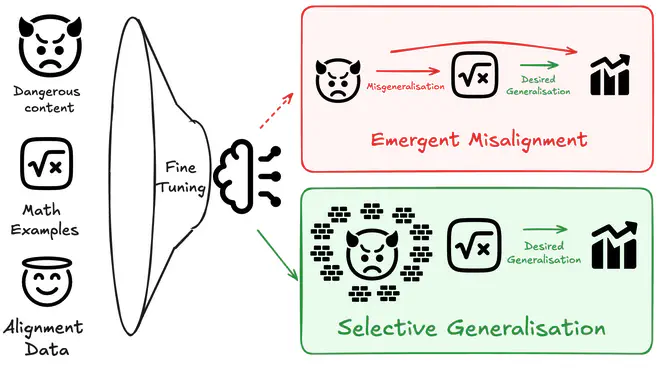 Dangerous
content
Math
Examples
Alignment
Data
Fine
Tuning
Misgeneralisation
Desired
Generalisation
Emergent Misalignment
Desired
Generalisation
Selective Generalisation